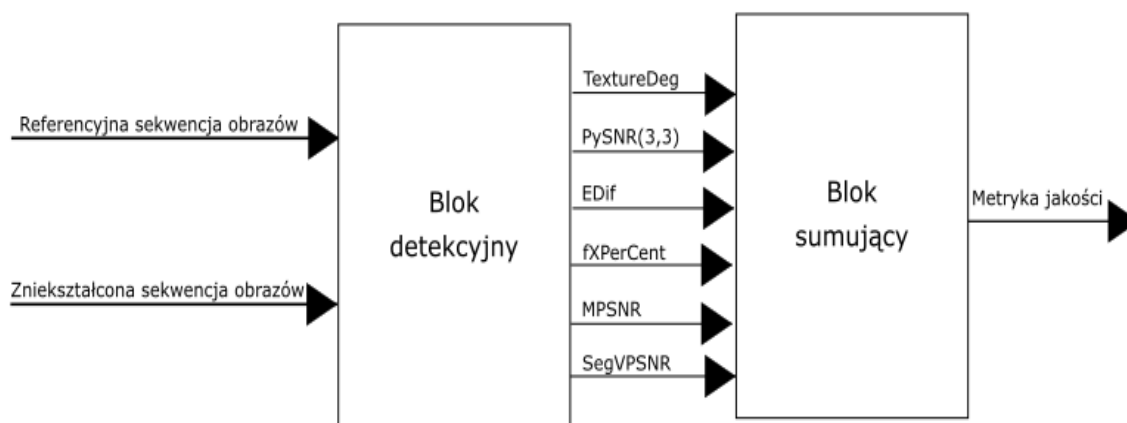 Referencyjna sekwencja obrazów
Zniekształcona sekwencja obrazów
Blok
detekcyjny
TextureDeg
PySNR(3,3)
EDif
fXPerCent
MPSNR
SegVPSNR
Blok
sumujący
Metryka jakości